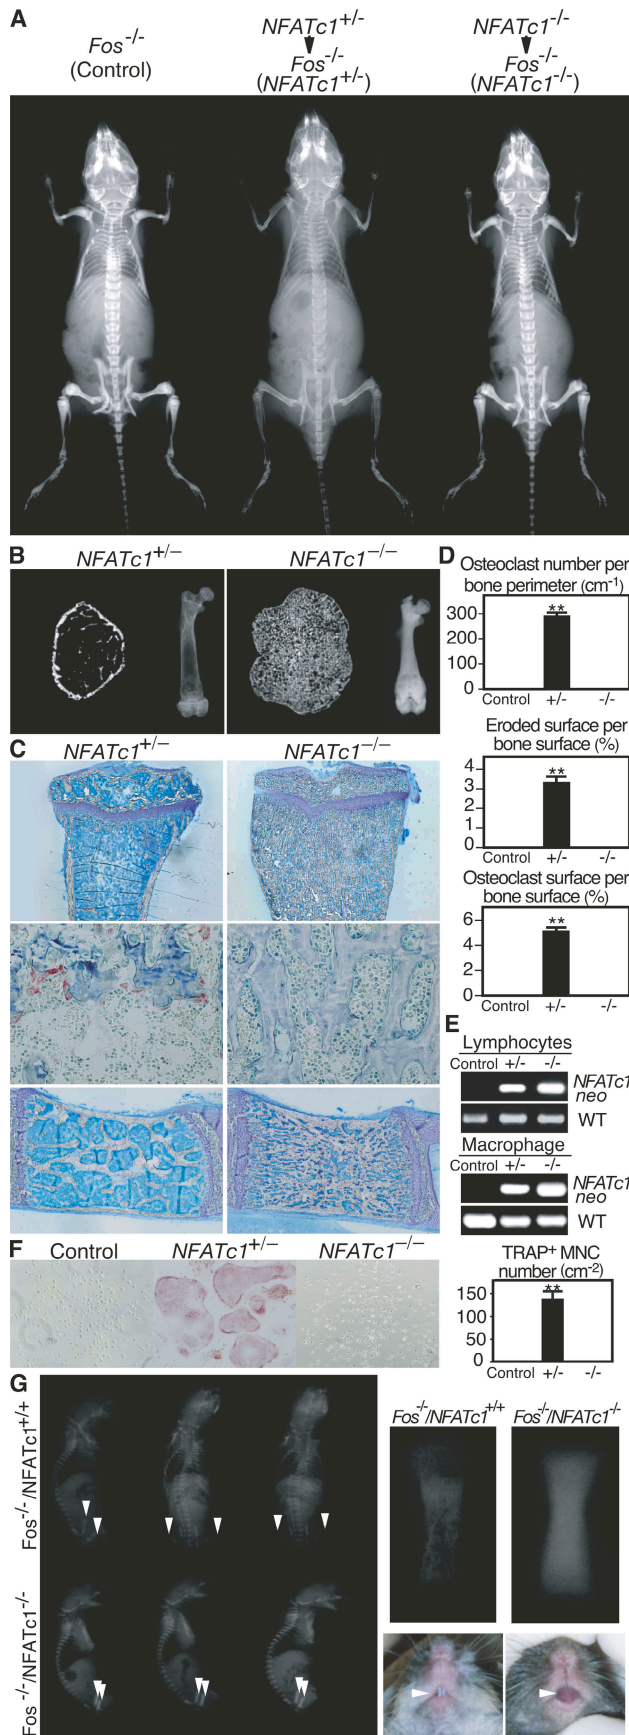 A
Fos-/-
(Control)
NFATc1+/-
Fos-/-
(NFATc1+/-)
NFATc1-/-
Fos-/-
(NFATc1-/-)
B
NFATc1+/–
NFATc1–/–
C
NFATc1+/–
NFATc1–/–
D
Osteoclast number per
bone perimeter (cm-1)
**
300
200
100
0
Control +/- -/-
Eroded surface per
bone surface (%)
**
4
3
2
1
0
Control +/- -/-
Osteoclast surface per
bone surface (%)
**
6
4
2
0
Control +/- -/-
E
Lymphocytes
Control +/- -/-
NFATc1
neo
WT
Macrophage
Control +/- -/-
NFATc1
neo
WT
F
Control
NFATc1+/–
NFATc1–/–
TRAP+ MNC
number (cm-2)
**
150
100
50
0
Control +/- -/-
G
Fos-/-/NFATc1+/+
Fos-/-/NFATc1-/-
Fos-/-/NFATc1+/+
Fos-/-/NFATc1-/-